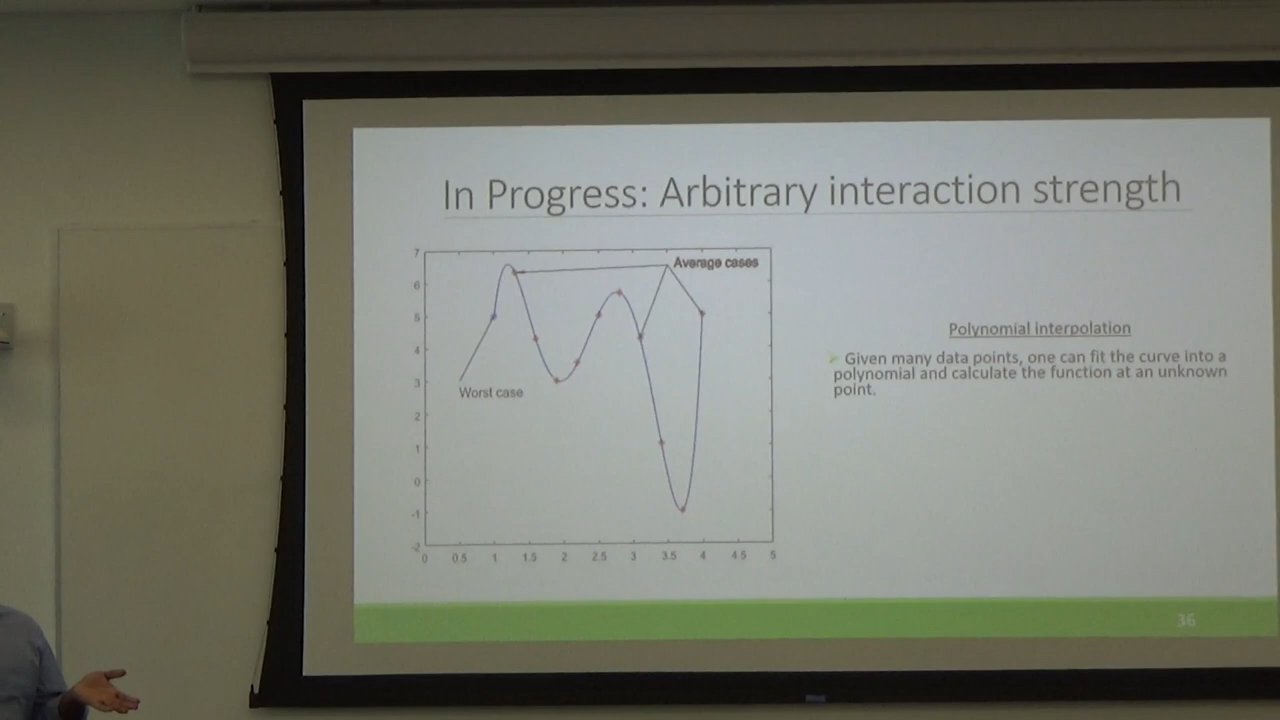 In Progress: Arbitrary interaction strength
7
6
5
4
3
2
1
0
-1
-2
0 0.5 1 1.5 2 2.5 3 3.5 4 4.5 5
Average cases
Worst case
Polynomial interpolation
Given many data points, one can fit the curve into a
polynomial and calculate the function at an unknown
point.
36